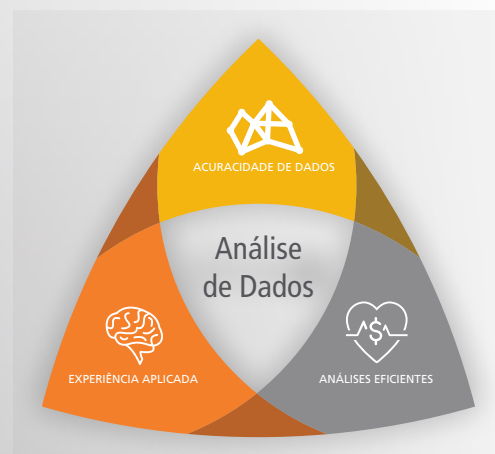 ACURACIDADE DE DADOS
Análise
de Dados
EXPERIÊNCIA APLICADA
$
ANÁLISES EFICIENTES